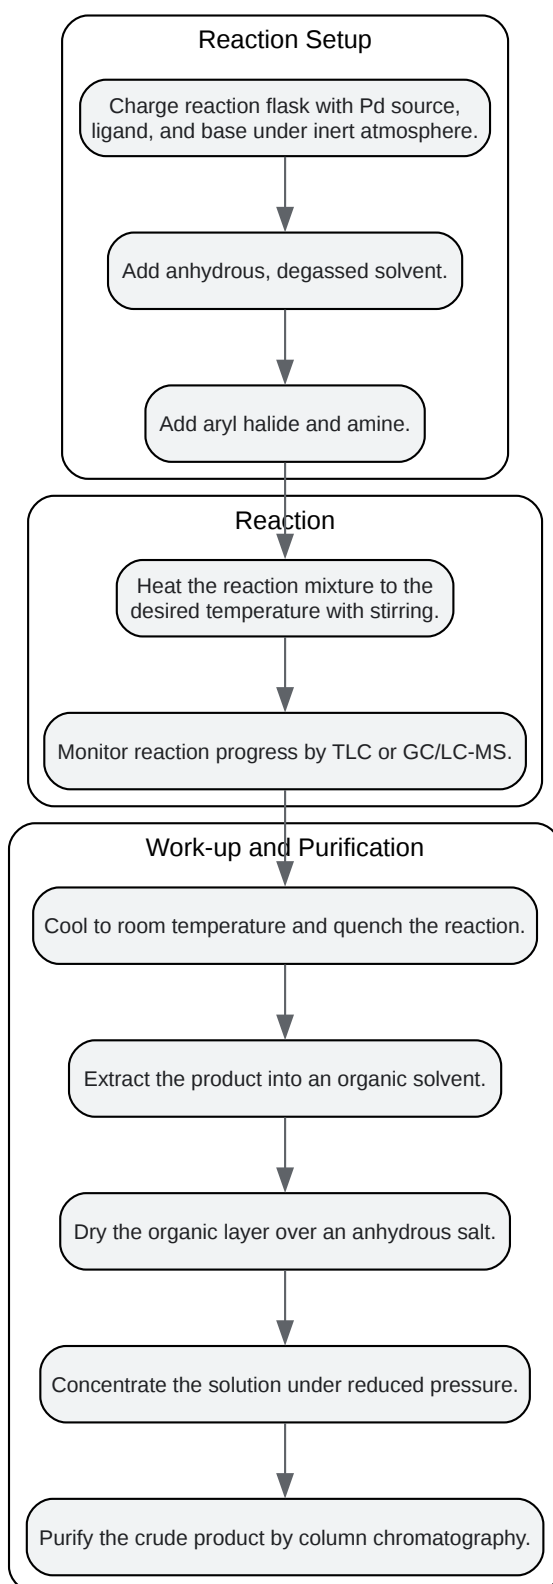 Reaction Setup
Charge reaction flask with Pd source,
ligand, and base under inert atmosphere.
Add anhydrous, degassed solvent.
Add aryl halide and amine.
Reaction
Heat the reaction mixture to the
desired temperature with stirring.
Monitor reaction progress by TLC or GC/LC-MS.
Work-up and Purification
Cool to room temperature and quench the reaction.
Extract the product into an organic solvent.
Dry the organic layer over an anhydrous salt.
Concentrate the solution under reduced pressure.
Purify the crude product by column chromatography.